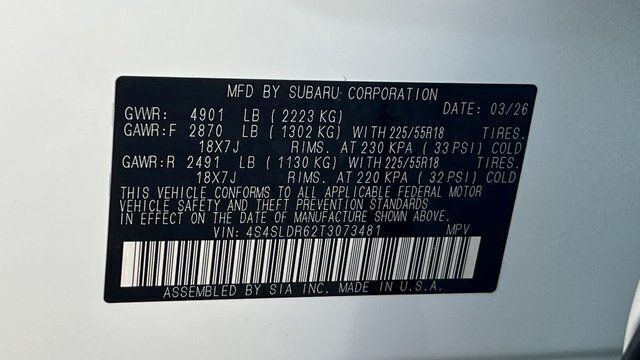 MFD BY SUBARU CORPORATION
GVWR: 4901 LB ( 2223 KG) DATE: 03/26
GAWR:F 2870 LB ( 1302 KG) WITH 225/55R18 TIRES.
18X7J RIMS. AT 230 KPA ( 33 PSI) COLD
GAWR:R 2491 LB ( 1130 KG) WITH 225/55R18 TIRES.
18X7J RIMS. AT 220 KPA ( 32 PSI) COLD
THIS VEHICLE CONFORMS TO ALL APPLICABLE FEDERAL MOTOR
VEHICLE SAFETY AND THEFT PREVENTION STANDARDS
IN EFFECT ON THE DATE OF MANUFACTURE SHOWN ABOVE.
VIN: 4S4SLDR62T3073481 MPV
ASSEMBLED BY SIA INC. MADE IN U.S.A.